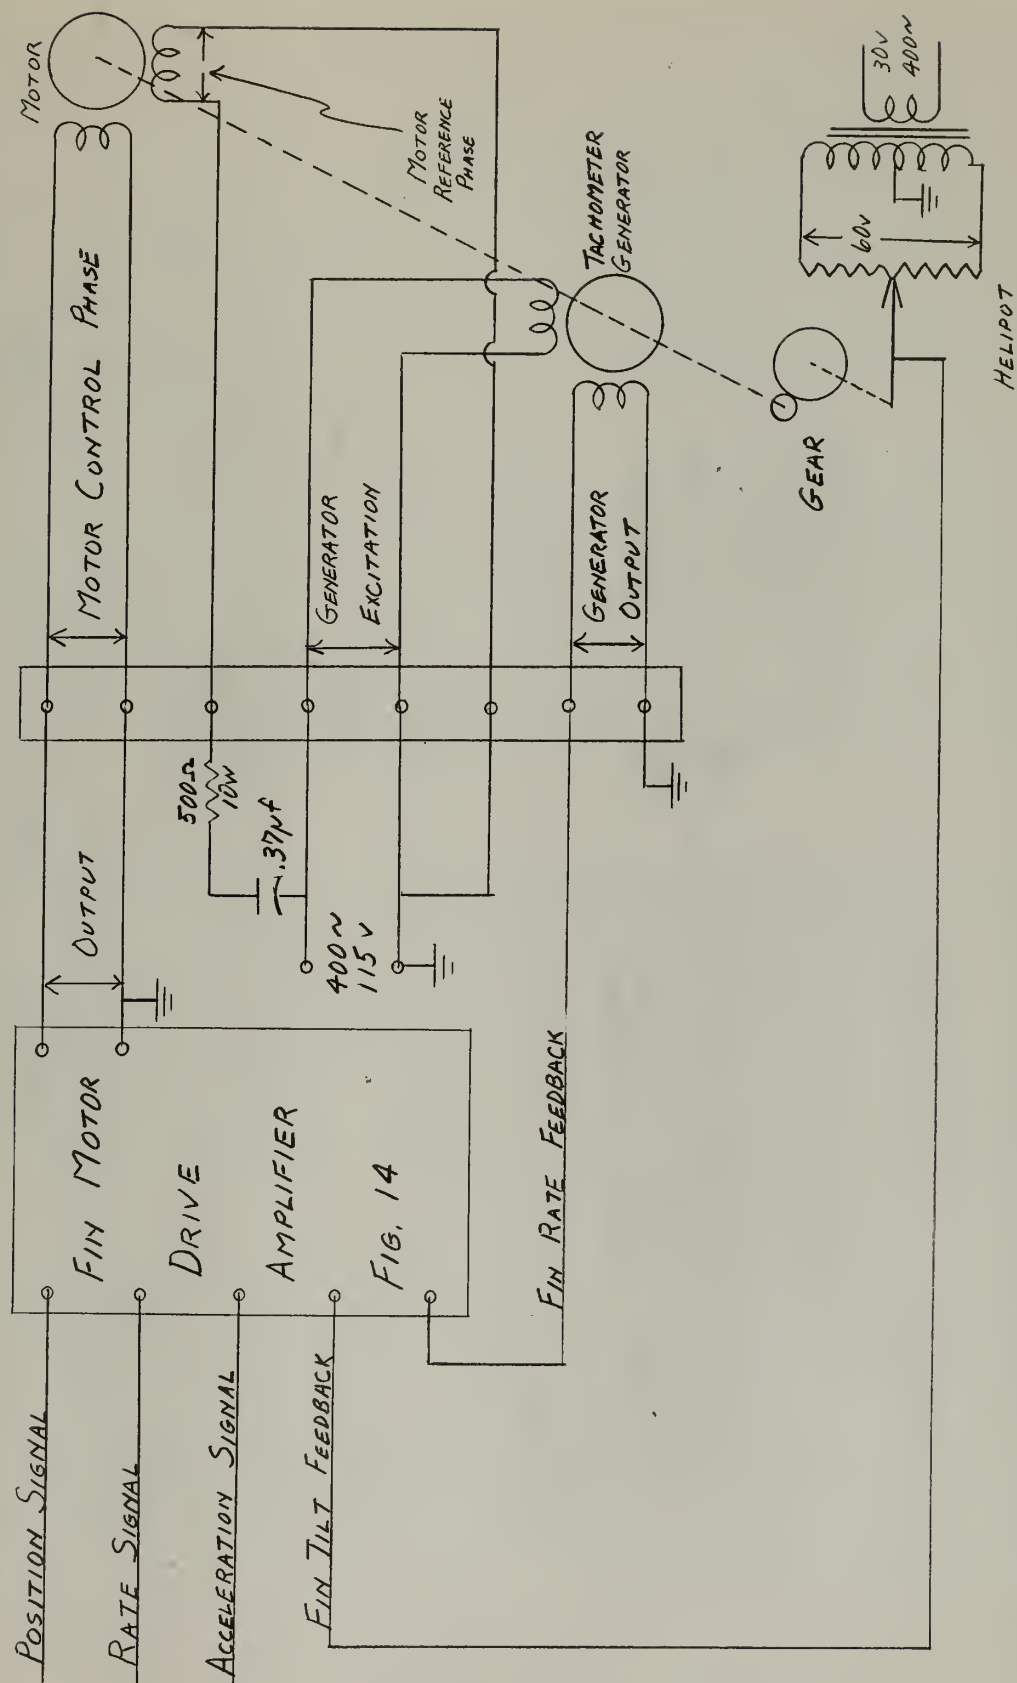 POSITION SIGNAL
RATE SIGNAL
ACCELERATION SIGNAL
FIN TILT FEEDBACK
FIN MOTOR
DRIVE
AMPLIFIER
FIG. 14
FIN RATE FEEDBACK
OUTPUT
500Ω
10W
.37μf
400~
115V
MOTOR CONTROL PHASE
GENERATOR
EXCITATION
GENERATOR
OUTPUT
MOTOR
MOTOR
REFERENCE
PHASE
TACHOMETER
GENERATOR
GEAR
60V
30V
400~
HELIPOT